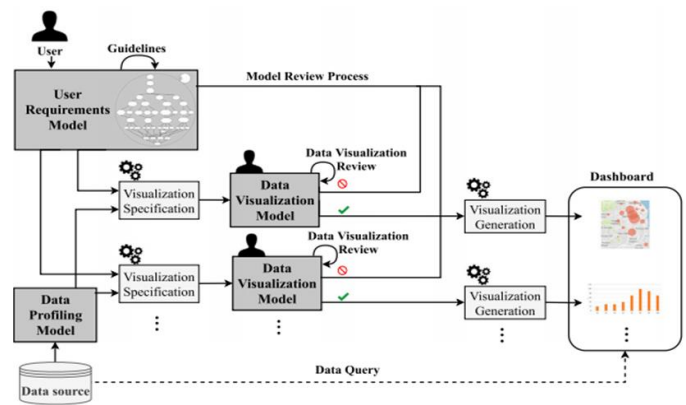 User
Guidelines
User
Requirements
Model
Model Review Process
Data Visualization
Review
Visualization
Specification
Data
Visualization
Model
Visualization
Generation
Dashboard
Data Visualization
Review
Visualization
Specification
Data
Visualization
Model
Visualization
Generation
Data
Profiling
Model
Data source
Data Query